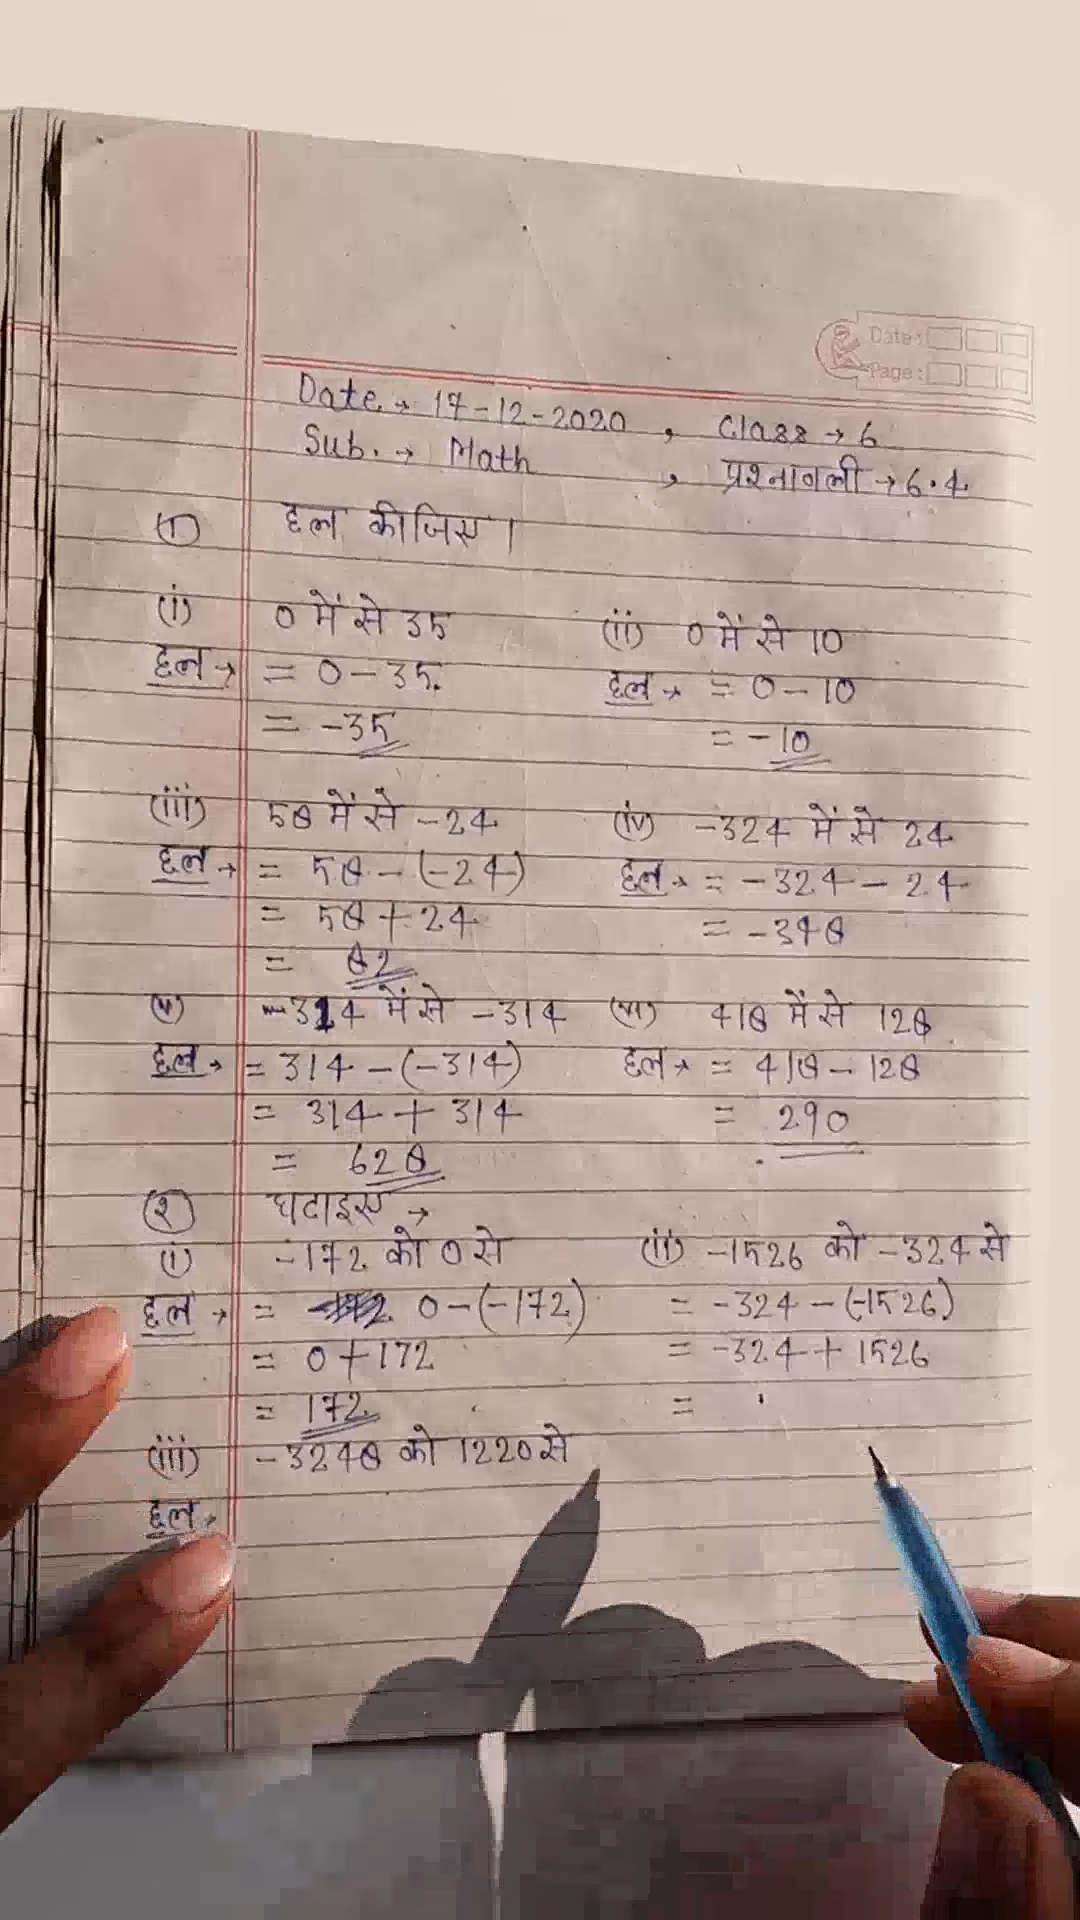 Date:
Page:
Date → 17-12-2020 , Class → 6
Sub. → Math , प्रश्नावली → 6.4
(1) हल कीजिए।
(i) 0 में से 35 (ii) 0 में से 10
हल → = 0 - 35. हल → = 0 - 10
= -35 = -10
(iii) 58 में से -24 (iv) -324 में से 24
हल → = 58 - (-24) हल → = -324 - 24
= 58 + 24 = -348
= 82
(v) -314 में से -314 (vi) 418 में से 128
हल → = 314 - (-314) हल → = 418 - 128
= 314 + 314 = 290
= 628
(२) घटाइए →
(i) -172 को 0 से (ii) -1526 को -324 से
हल → = 0 - (-172) = -324 - (-1526)
= 0 + 172 = -324 + 1526
= 172 =
(iii) -3248 को 1220 से
हल →